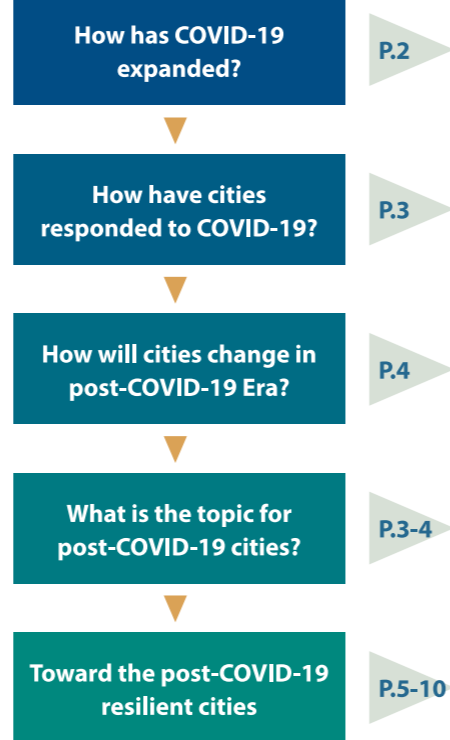 How has COVID-19
expanded?
P.2
How have cities
responded to COVID-19?
P.3
How will cities change in
post-COVID-19 Era?
P.4
What is the topic for
post-COVID-19 cities?
P.3-4
Toward the post-COVID-19
resilient cities
P.5-10